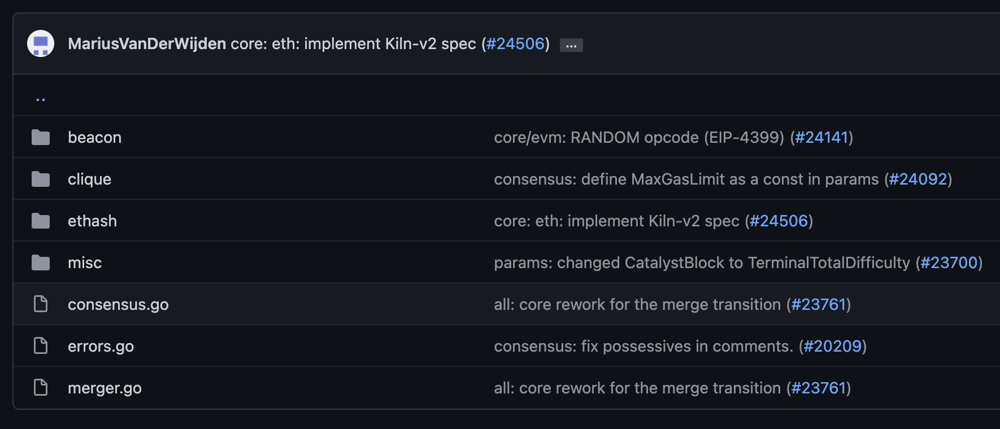 MariusVanDerWijden core: eth: implement Kiln-v2 spec (#24506) ...
..
beacon core/evm: RANDOM opcode (EIP-4399) (#24141)
clique consensus: define MaxGasLimit as a const in params (#24092)
ethash core: eth: implement Kiln-v2 spec (#24506)
misc params: changed CatalystBlock to TerminalTotalDifficulty (#23700)
consensus.go all: core rework for the merge transition (#23761)
errors.go consensus: fix possessives in comments. (#20209)
merger.go all: core rework for the merge transition (#23761)